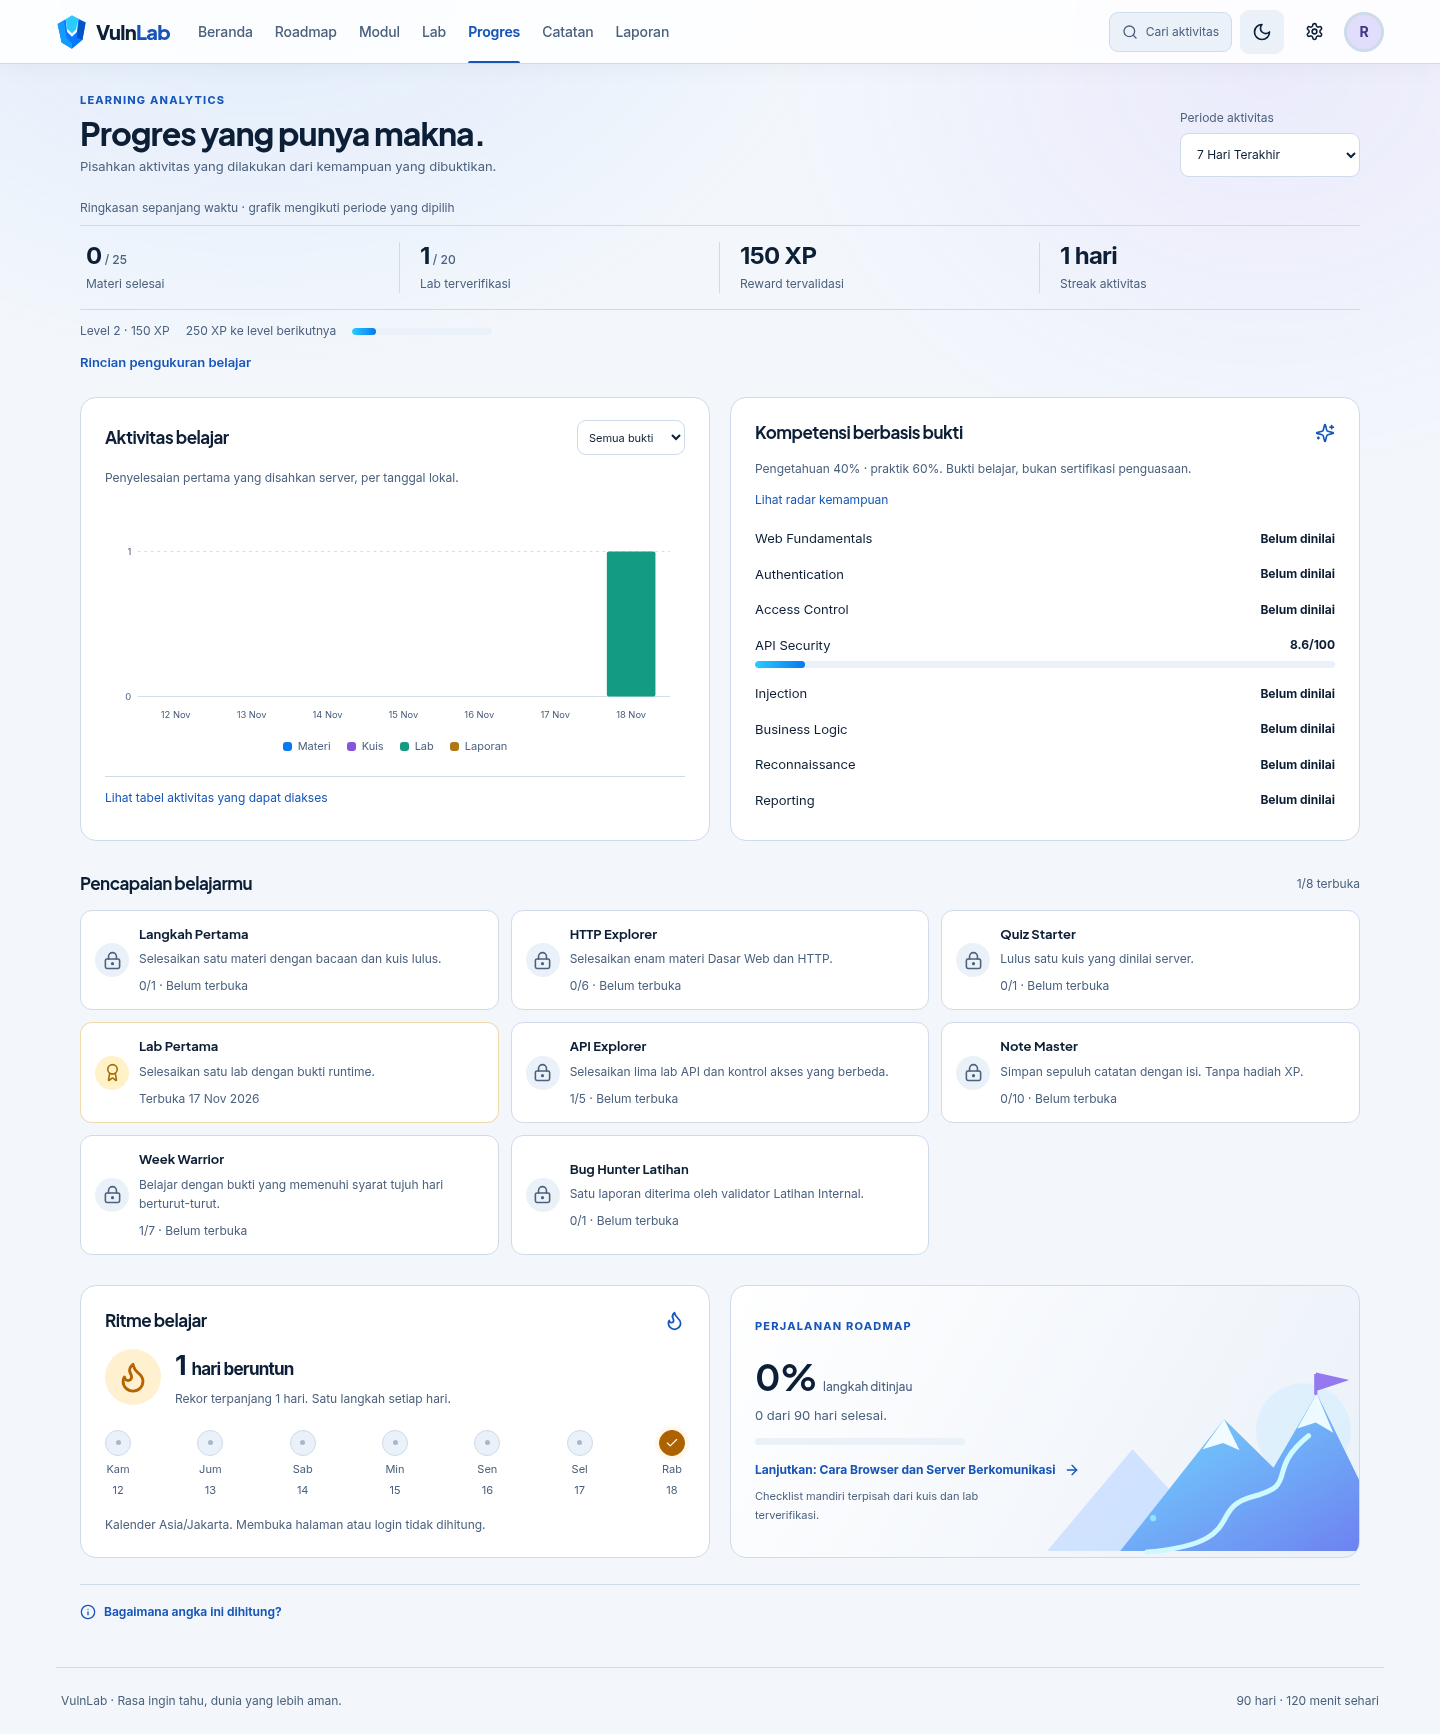 VulnLab
Beranda
Roadmap
Modul
Lab
Progres
Catatan
Laporan
Cari aktivitas
R
LEARNING ANALYTICS
Progres yang punya makna.
Pisahkan aktivitas yang dilakukan dari kemampuan yang dibuktikan.
Periode aktivitas
7 Hari Terakhir
Ringkasan sepanjang waktu · grafik mengikuti periode yang dipilih
0 / 25
Materi selesai
1 / 20
Lab terverifikasi
150 XP
Reward tervalidasi
1 hari
Streak aktivitas
Level 2 · 150 XP
250 XP ke level berikutnya
Rincian pengukuran belajar
Aktivitas belajar
Semua bukti
Penyelesaian pertama yang disahkan server, per tanggal lokal.
1
0
12 Nov
13 Nov
14 Nov
15 Nov
16 Nov
17 Nov
18 Nov
Materi
Kuis
Lab
Laporan
Lihat tabel aktivitas yang dapat diakses
Kompetensi berbasis bukti
Pengetahuan 40% · praktik 60%. Bukti belajar, bukan sertifikasi penguasaan.
Lihat radar kemampuan
Web Fundamentals Belum dinilai
Authentication Belum dinilai
Access Control Belum dinilai
API Security 8.6/100
Injection Belum dinilai
Business Logic Belum dinilai
Reconnaissance Belum dinilai
Reporting Belum dinilai
Pencapaian belajarmu
1/8 terbuka
Langkah Pertama
Selesaikan satu materi dengan bacaan dan kuis lulus.
0/1 · Belum terbuka
HTTP Explorer
Selesaikan enam materi Dasar Web dan HTTP.
0/6 · Belum terbuka
Quiz Starter
Lulus satu kuis yang dinilai server.
0/1 · Belum terbuka
Lab Pertama
Selesaikan satu lab dengan bukti runtime.
Terbuka 17 Nov 2026
API Explorer
Selesaikan lima lab API dan kontrol akses yang berbeda.
1/5 · Belum terbuka
Note Master
Simpan sepuluh catatan dengan isi. Tanpa hadiah XP.
0/10 · Belum terbuka
Week Warrior
Belajar dengan bukti yang memenuhi syarat tujuh hari
berturut-turut.
1/7 · Belum terbuka
Bug Hunter Latihan
Satu laporan diterima oleh validator Latihan Internal.
0/1 · Belum terbuka
Ritme belajar
1 hari beruntun
Rekor terpanjang 1 hari. Satu langkah setiap hari.
Kam
Jum
Sab
Min
Sen
Sel
Rab
12
13
14
15
16
17
18
Kalender Asia/Jakarta. Membuka halaman atau login tidak dihitung.
PERJALANAN ROADMAP
0% langkah ditinjau
0 dari 90 hari selesai.
Lanjutkan: Cara Browser dan Server Berkomunikasi
Checklist mandiri terpisah dari kuis dan lab
terverifikasi.
Bagaimana angka ini dihitung?
VulnLab · Rasa ingin tahu, dunia yang lebih aman.
90 hari · 120 menit sehari